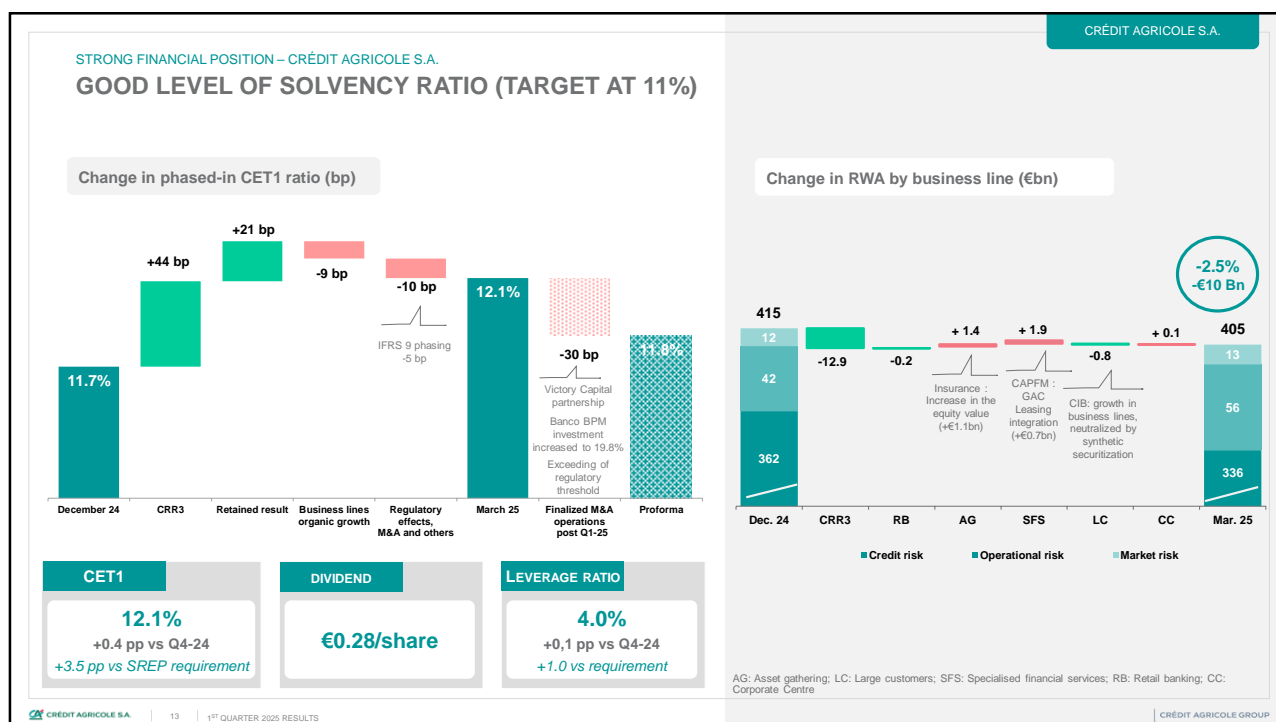 CRÉDIT AGRICOLE S.A.
STRONG FINANCIAL POSITION – CRÉDIT AGRICOLE S.A.
GOOD LEVEL OF SOLVENCY RATIO (TARGET AT 11%)
Change in phased-in CET1 ratio (bp)
+21 bp
+44 bp
-9 bp
-10 bp
12.1%
IFRS 9 phasing
-5 bp
-30 bp
11.8%
11.7%
Victory Capital
partnership
Banco BPM
investment
increased to 19.8%
Exceeding of
regulatory
threshold
December 24
CRR3
Retained result
Business lines
organic growth
Regulatory
effects,
M&A and others
March 25
Finalized M&A
operations
post Q1-25
Proforma
CET1
12.1%
+0.4 pp vs Q4-24
+3.5 pp vs SREP requirement
DIVIDEND
€0.28/share
LEVERAGE RATIO
4.0%
+0,1 pp vs Q4-24
+1.0 vs requirement
Change in RWA by business line (€bn)
-2.5%
-€10 Bn
415
12
42
362
-12.9
-0.2
+ 1.4
+ 1.9
-0.8
+ 0.1
405
13
56
336
Insurance :
Increase in the
equity value
(+€1.1bn)
CAPFM :
GAC
Leasing
integration
(+€0.7bn)
CIB: growth in
business lines,
neutralized by
synthetic
securitization
Dec. 24
CRR3
RB
AG
SFS
LC
CC
Mar. 25
Credit risk
Operational risk
Market risk
AG: Asset gathering; LC: Large customers; SFS: Specialised financial services; RB: Retail banking; CC:
Corporate Centre
CRÉDIT AGRICOLE S.A.
13
1ST QUARTER 2025 RESULTS
CRÉDIT AGRICOLE GROUP